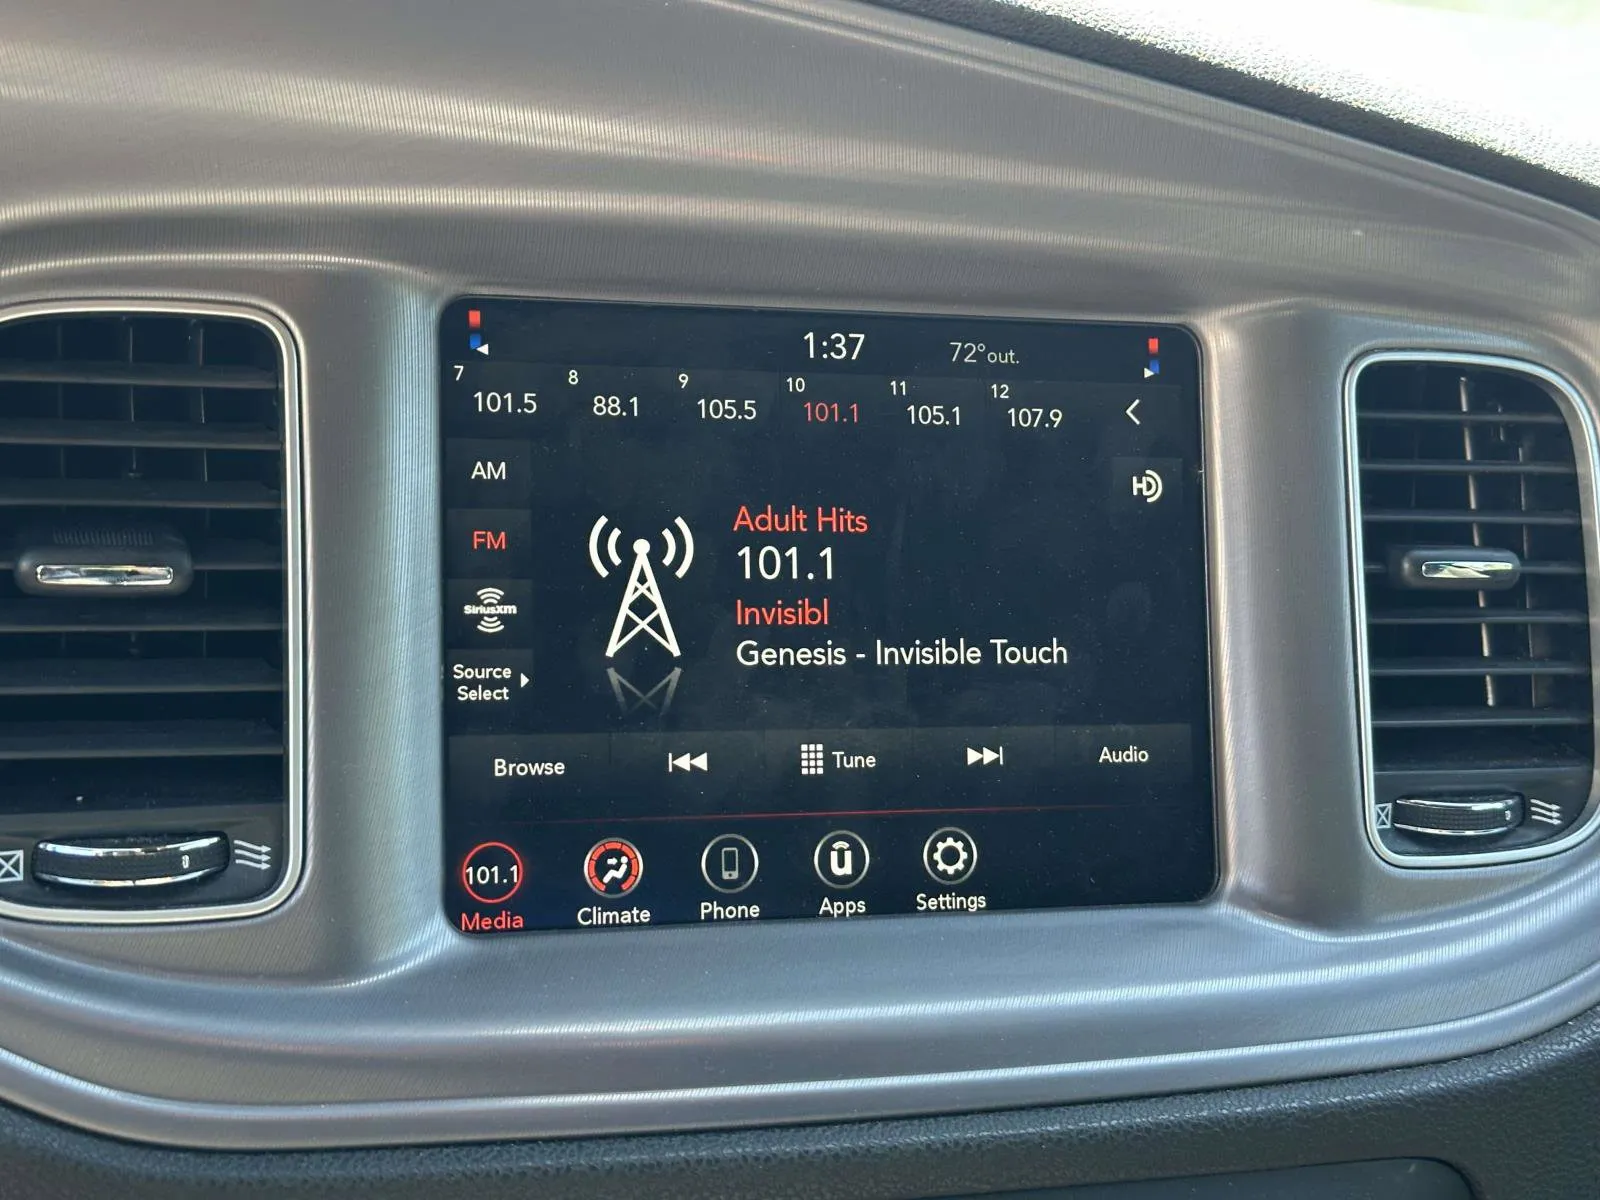 1:37 72°out.
7 8 9 10 11 12
101.5 88.1 105.5 101.1 105.1 107.9
AM
HD
FM
Adult Hits
101.1
SiriusXM
Invisibl
Genesis - Invisible Touch
Source
Select
Browse Tune Audio
101.1 ū
Media Climate Phone Apps Settings
0